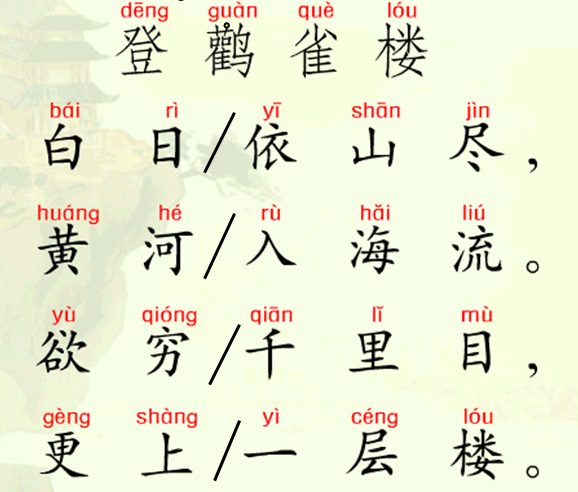 dēng guàn què lóu
登鹳雀楼
bái rì yī shān jìn
白日/依山尽，
huáng hé rù hǎi liú
黄河/入海流。
yù qióng qiān lǐ mù
欲穷/千里目，
gèng shàng yì céng lóu
更上/一层楼。